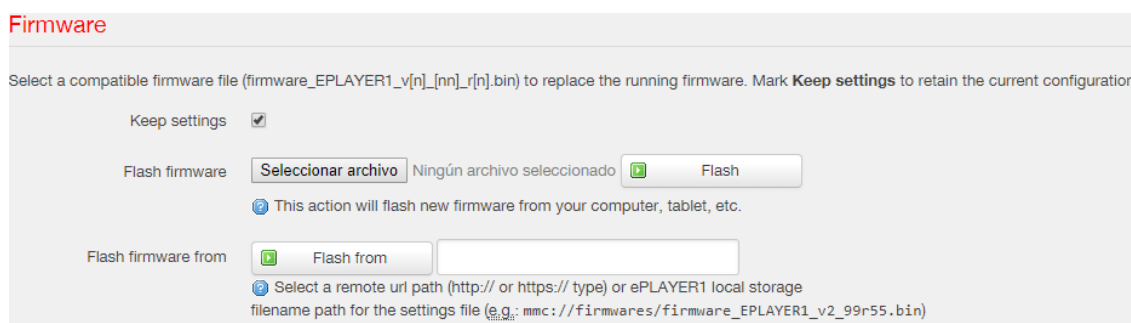 Firmware
Select a compatible firmware file (firmware_EPLAYER1_v[n]_[nn]_r[n].bin) to replace the running firmware. Mark Keep settings to retain the current configuration
Keep settings
Flash firmware Seleccionar archivo Ningún archivo seleccionado Flash
This action will flash new firmware from your computer, tablet, etc.
Flash firmware from Flash from
Select a remote url path (http:// or https:// type) or ePLAYER1 local storage
filename path for the settings file (e.g.: mmc://firmwares/firmware_EPLAYER1_v2_99r55.bin)